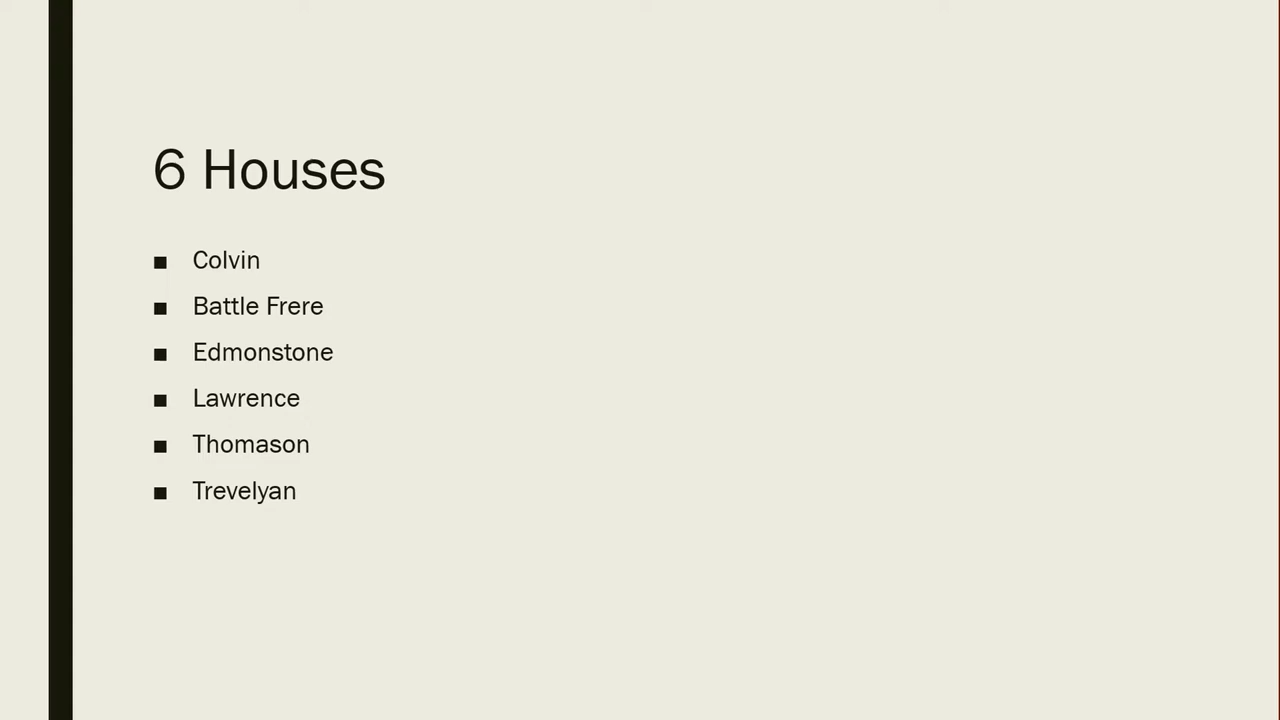 6 Houses
Colvin
Battle Frere
Edmonstone
Lawrence
Thomason
Trevelyan